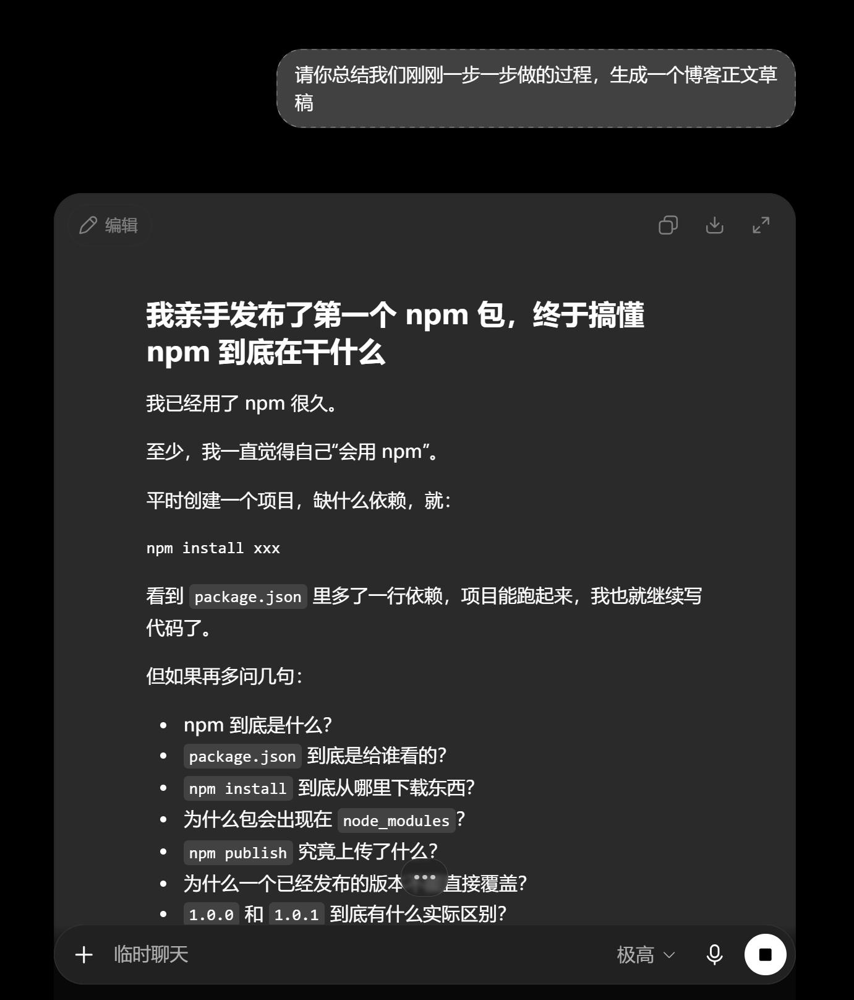 请你总结我们刚刚一步一步做的过程，生成一个博客正文草
稿
编辑
我亲手发布了第一个 npm 包，终于搞懂
npm 到底在干什么
我已经用了 npm 很久。
至少，我一直觉得自己“会用 npm”。
平时创建一个项目，缺什么依赖，就：
npm install xxx
看到 package.json 里多了一行依赖，项目能跑起来，我也就继续写
代码了。
但如果再多问几句：
npm 到底是什么？
package.json 到底是给谁看的？
npm install 到底从哪里下载东西？
为什么包会出现在 node_modules？
npm publish 究竟上传了什么？
为什么一个已经发布的版本 直接覆盖？
1.0.0 和 1.0.1 到底有什么实际区别？
临时聊天
极高